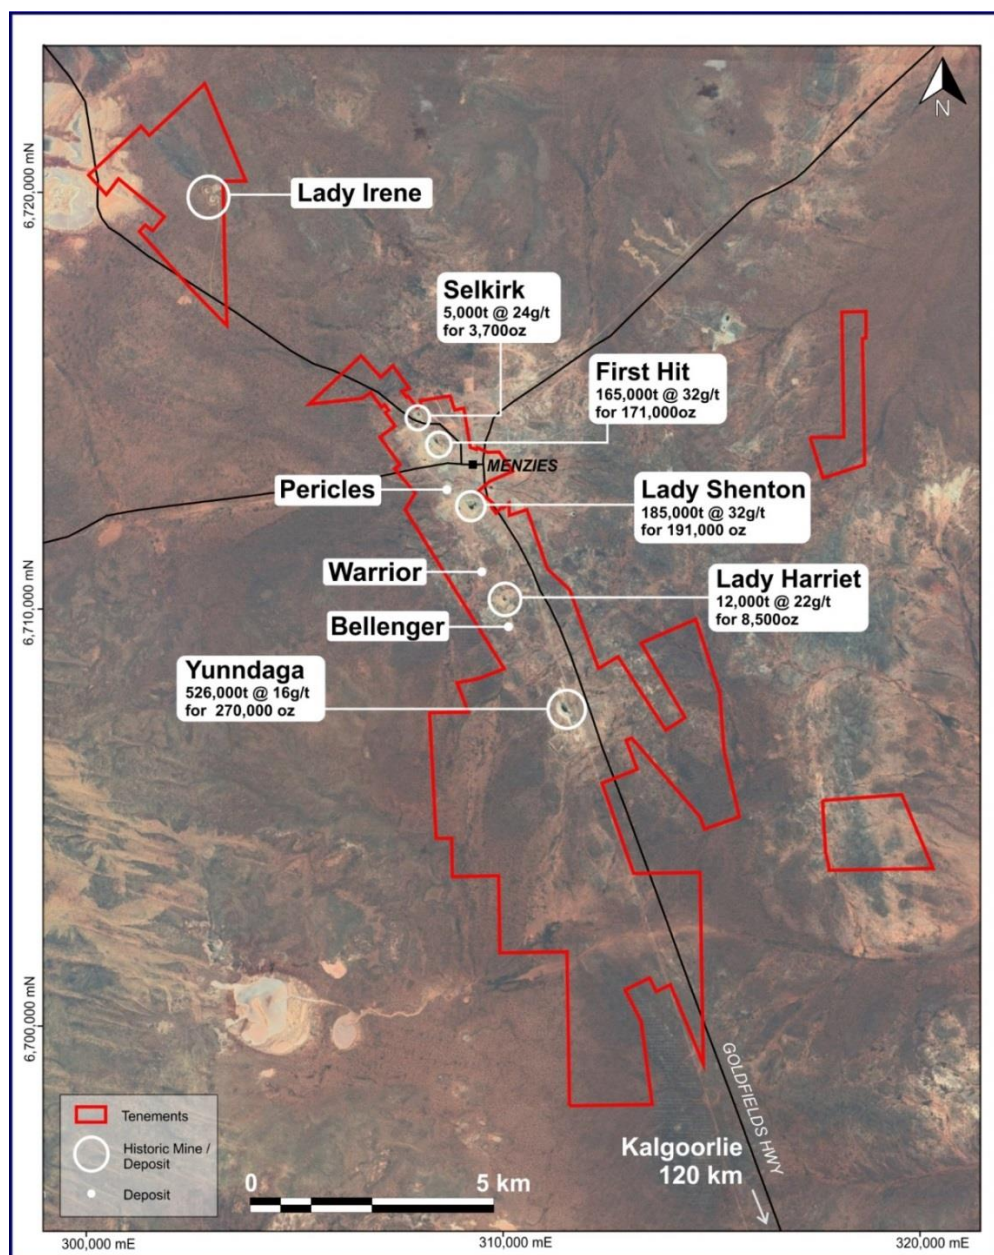 N
6,720,000 mN
Lady Irene
Selkirk
5,000t @ 24g/t
for 3,700oz
First Hit
165,000t @ 32g/t
for 171,000oz
MENZIES
Pericles
Lady Shenton
185,000t @ 32g/t
for 191,000 oz
Warrior
Lady Harriet
12,000t @ 22g/t
for 8,500oz
6,710,000 mN
Bellenger
Yunndaga
526,000t @ 16g/t
for 270,000 oz
6,700,000 mN
GOLDFIELDS HWY
Kalgoorlie
120 km
Tenements
Historic Mine /
Deposit
Deposit
0 5 km
300,000 mE 310,000 mE 320,000 mE